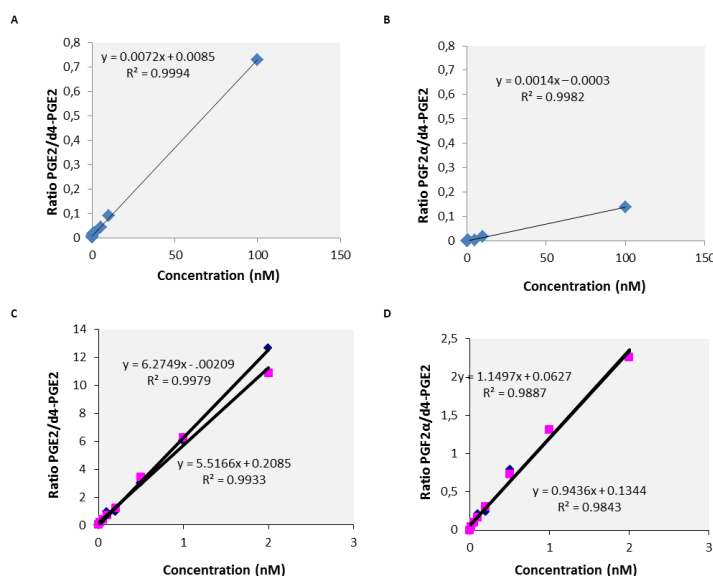 A
0,8
0,7
0,6
0,5
0,4
0,3
0,2
0,1
0
y = 0.0072x + 0.0085
R² = 0.9994
Ratio PGE2/d4-PGE2
0 50 100 150
Concentration (nM)
B
0,8
0,7
0,6
0,5
0,4
0,3
0,2
0,1
0
y = 0.0014x – 0.0003
R² = 0.9982
Ratio PGF2α/d4-PGE2
0 50 100 150
Concentration (nM)
C
14
12
10
8
6
4
2
0
y = 6.2749x - .00209
R² = 0.9979
y = 5.5166x + 0.2085
R² = 0.9933
Ratio PGE2/d4-PGE2
0 1 2 3
Concentration (nM)
D
2,5
2y = 1.1497x + 0.0627
R² = 0.9887
1,5
1
0,5
0
y = 0.9436x + 0.1344
R² = 0.9843
Ratio PGF2α/d4-PGE2
0 1 2 3
Concentration (nM)